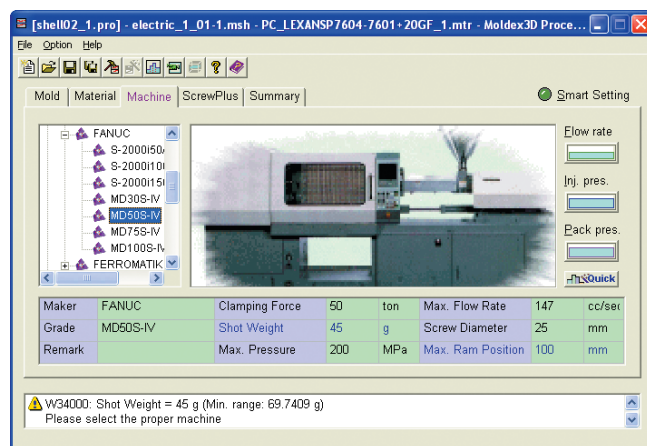 [shell02_1.pro] - electric_1_01-1.msh - PC_LEXANSP7604-7601+20GF_1.mtr - Moldex3D Proce...
File Option Help
Mold Material Machine ScrewPlus Summary Smart Setting
FANUC
S-2000i50
S-2000i10
S-2000i15
MD30S-IV
MD50S-IV
MD75S-IV
MD100S-IV
FERROMATIK
Flow rate
Inj. pres.
Pack pres.
Quick
Maker FANUC Clamping Force 50 ton Max. Flow Rate 147 cc/sec
Grade MD50S-IV Shot Weight 45 g Screw Diameter 25 mm
Remark Max. Pressure 200 MPa Max. Ram Position 100 mm
W34000: Shot Weight = 45 g (Min. range: 69.7409 g)
Please select the proper machine